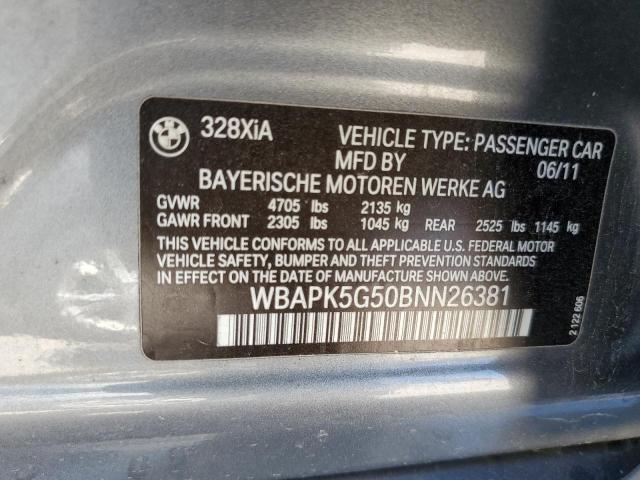 BMW
328XiA
VEHICLE TYPE: PASSENGER CAR
MFD BY 06/11
BAYERISCHE MOTOREN WERKE AG
GVWR 4705 lbs 2135 kg
GAWR FRONT 2305 lbs 1045 kg REAR 2525 lbs 1145 kg
THIS VEHICLE CONFORMS TO ALL APPLICABLE U.S. FEDERAL MOTOR
VEHICLE SAFETY, BUMPER AND THEFT PREVENTION STANDARDS
IN EFFECT ON THE DATE OF MANUFACTURE SHOWN ABOVE.
WBAPK5G50BNN26381
2 122 606